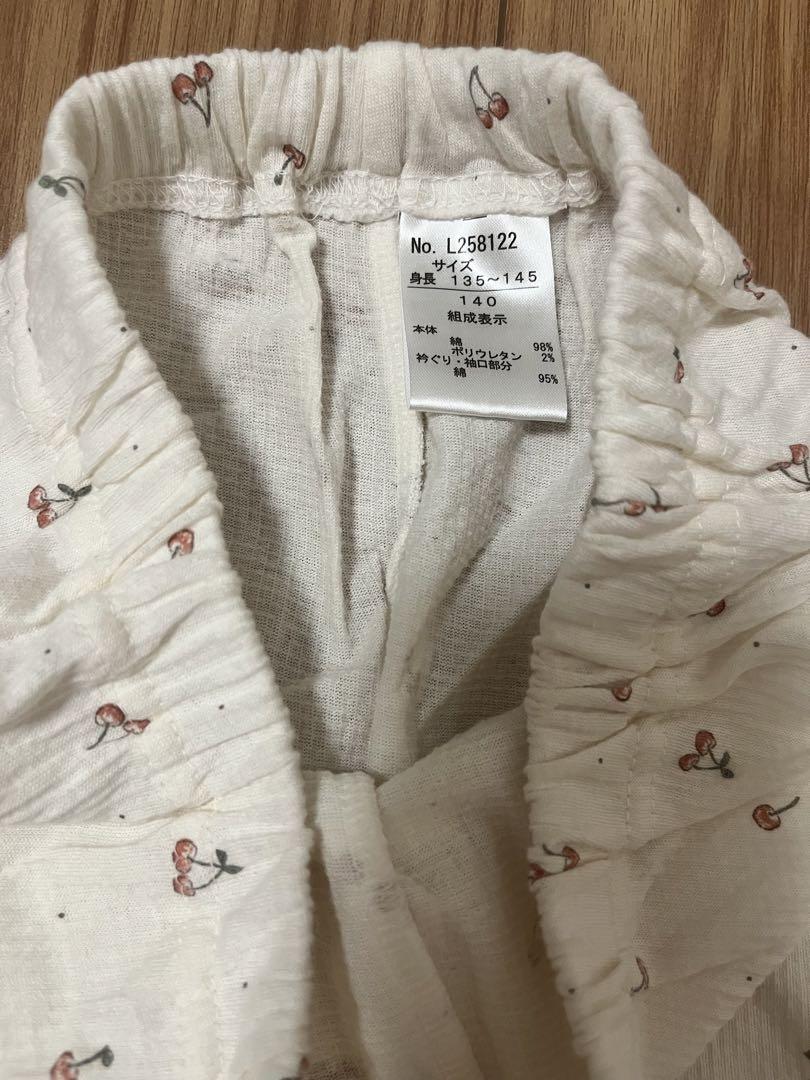 No. L258122
サイズ
身長 135～145
140
組成表示
本体
綿 98%
ポリウレタン 2%
衿ぐり・袖口部分
綿 95%